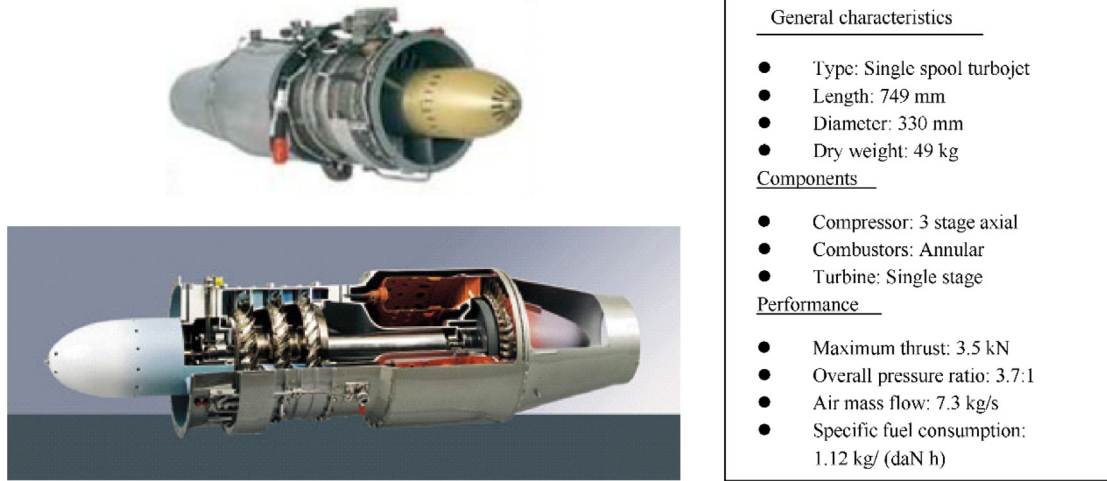 General characteristics
● Type: Single spool turbojet
● Length: 749 mm
● Diameter: 330 mm
● Dry weight: 49 kg
Components
● Compressor: 3 stage axial
● Combustors: Annular
● Turbine: Single stage
Performance
● Maximum thrust: 3.5 kN
● Overall pressure ratio: 3.7:1
● Air mass flow: 7.3 kg/s
● Specific fuel consumption:
1.12 kg/ (daN h)